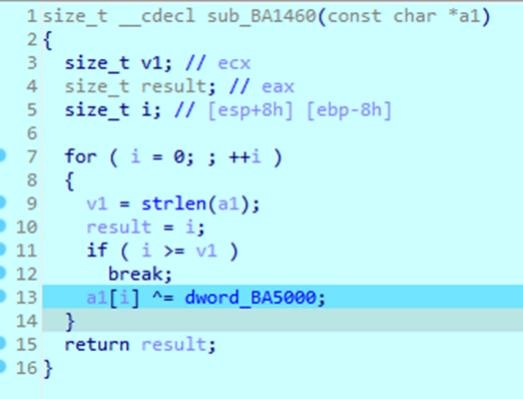 1 size_t __cdecl sub_BA1460(const char *a1)
2 {
3   size_t v1; // ecx
4   size_t result; // eax
5   size_t i; // [esp+8h] [ebp-8h]
6
7   for ( i = 0; ; ++i )
8   {
9     v1 = strlen(a1);
10     result = i;
11     if ( i >= v1 )
12       break;
13     a1[i] ^= dword_BA5000;
14   }
15   return result;
16 }